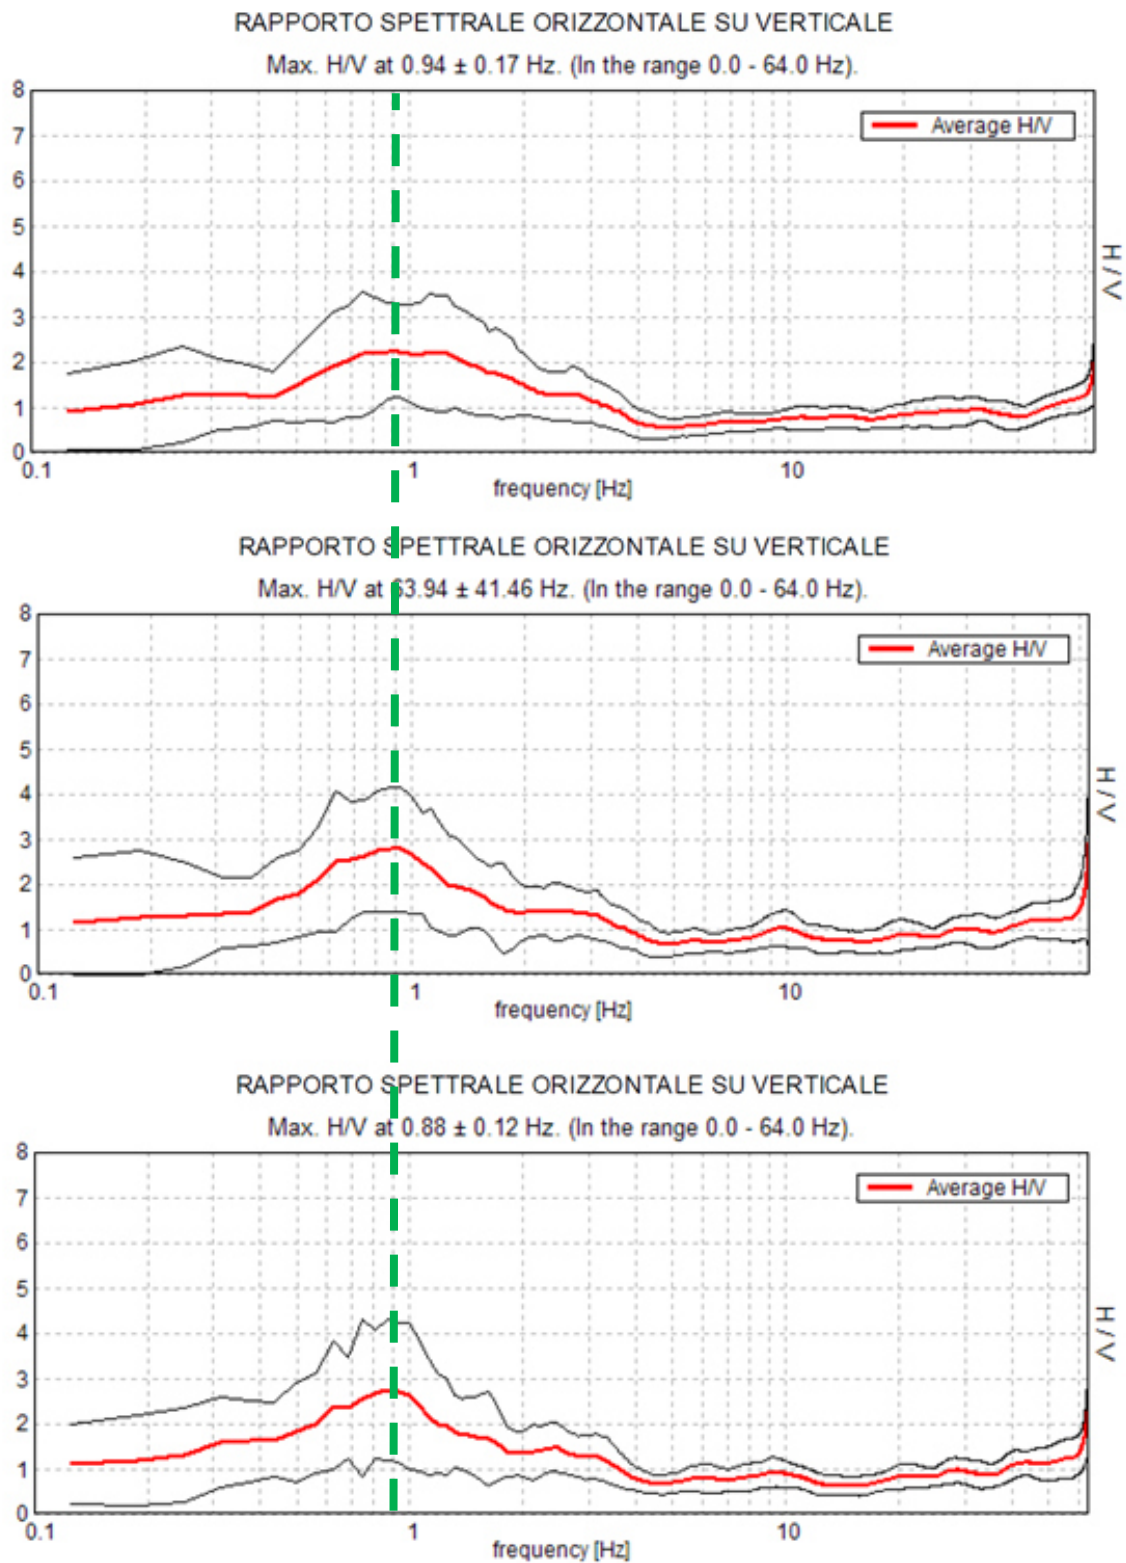 RAPPORTO SPETTRALE ORIZZONTALE SU VERTICALE
Max. H/V at 0.94 ± 0.17 Hz. (In the range 0.0 - 64.0 Hz).
8
7
6
5
4
3
2
1
0
Average H/V
H/V
0.1 1 10
frequency [Hz]
RAPPORTO SPETTRALE ORIZZONTALE SU VERTICALE
Max. H/V at 63.94 ± 41.46 Hz. (In the range 0.0 - 64.0 Hz).
8
7
6
5
4
3
2
1
0
Average H/V
H/V
0.1 1 10
frequency [Hz]
RAPPORTO SPETTRALE ORIZZONTALE SU VERTICALE
Max. H/V at 0.88 ± 0.12 Hz. (In the range 0.0 - 64.0 Hz).
8
7
6
5
4
3
2
1
0
Average H/V
H/V
0.1 1 10
frequency [Hz]